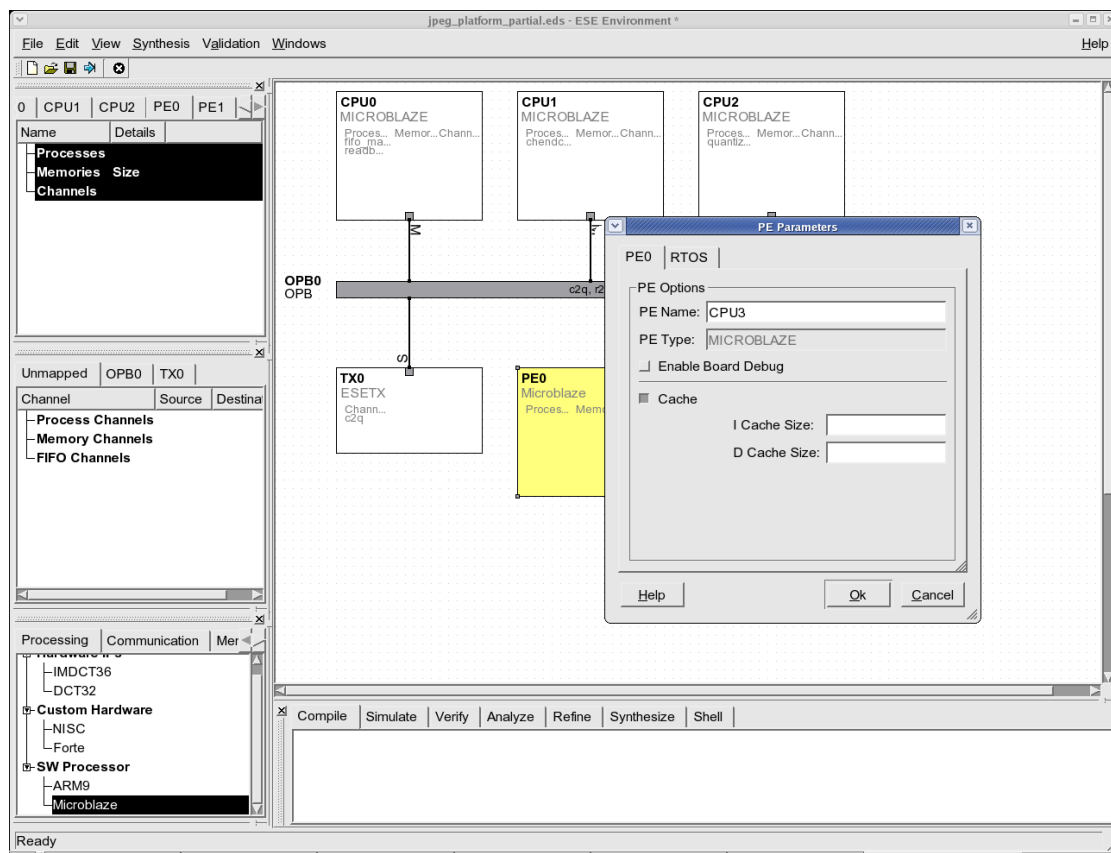 jpeg_platform_partial.eds - ESE Environment *
File Edit View Synthesis Validation Windows Help
0 CPU1 CPU2 PE0 PE1
Name Details
Processes
Memories Size
Channels
CPU0
MICROBLAZE
Proces... Memor...Chann...
fifo_ma...
readb...
CPU1
MICROBLAZE
Proces... Memor...Chann...
chendc...
CPU2
MICROBLAZE
Proces... Memor...Chann...
quantiz...
M
OPB0
OPB
c2q, r2
S
TX0
ESETX
Chann...
c2q
PE0
Microblaze
Proces... Memo
PE Parameters
PE0 RTOS
PE Options
PE Name: CPU3
PE Type: MICROBLAZE
Enable Board Debug
Cache
I Cache Size:
D Cache Size:
Help Ok Cancel
Unmapped OPB0 TX0
Channel Source Destinat
Process Channels
Memory Channels
FIFO Channels
Processing Communication Mer
IMDCT36
DCT32
Custom Hardware
NISC
Forte
SW Processor
ARM9
Microblaze
Compile Simulate Verify Analyze Refine Synthesize Shell
Ready